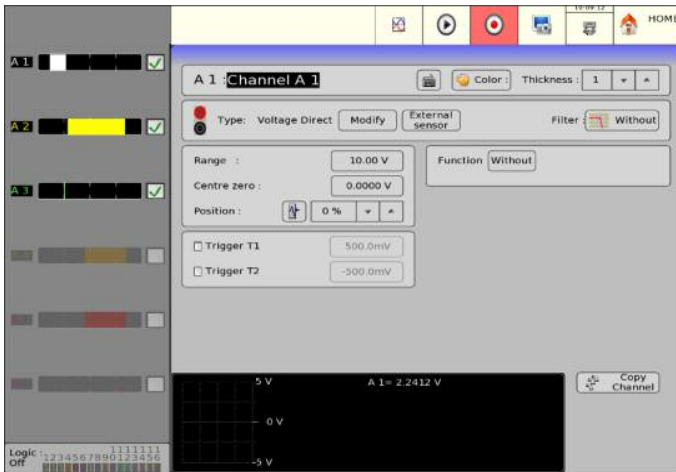 HOME
A 1
A 1 :Channel A 1
Color :
Thickness :
1
A 2
Type:
Voltage Direct
Modify
External sensor
Filter :
Without
Range :
10.00 V
Function
Without
Centre zero :
0.0000 V
A 3
Position :
0 %
Trigger T1
500.0mV
Trigger T2
-500.0mV
5 V
A 1= 2.2412 V
Copy Channel
0 V
-5 V
Logic :
Off
1111111
1234567890123456